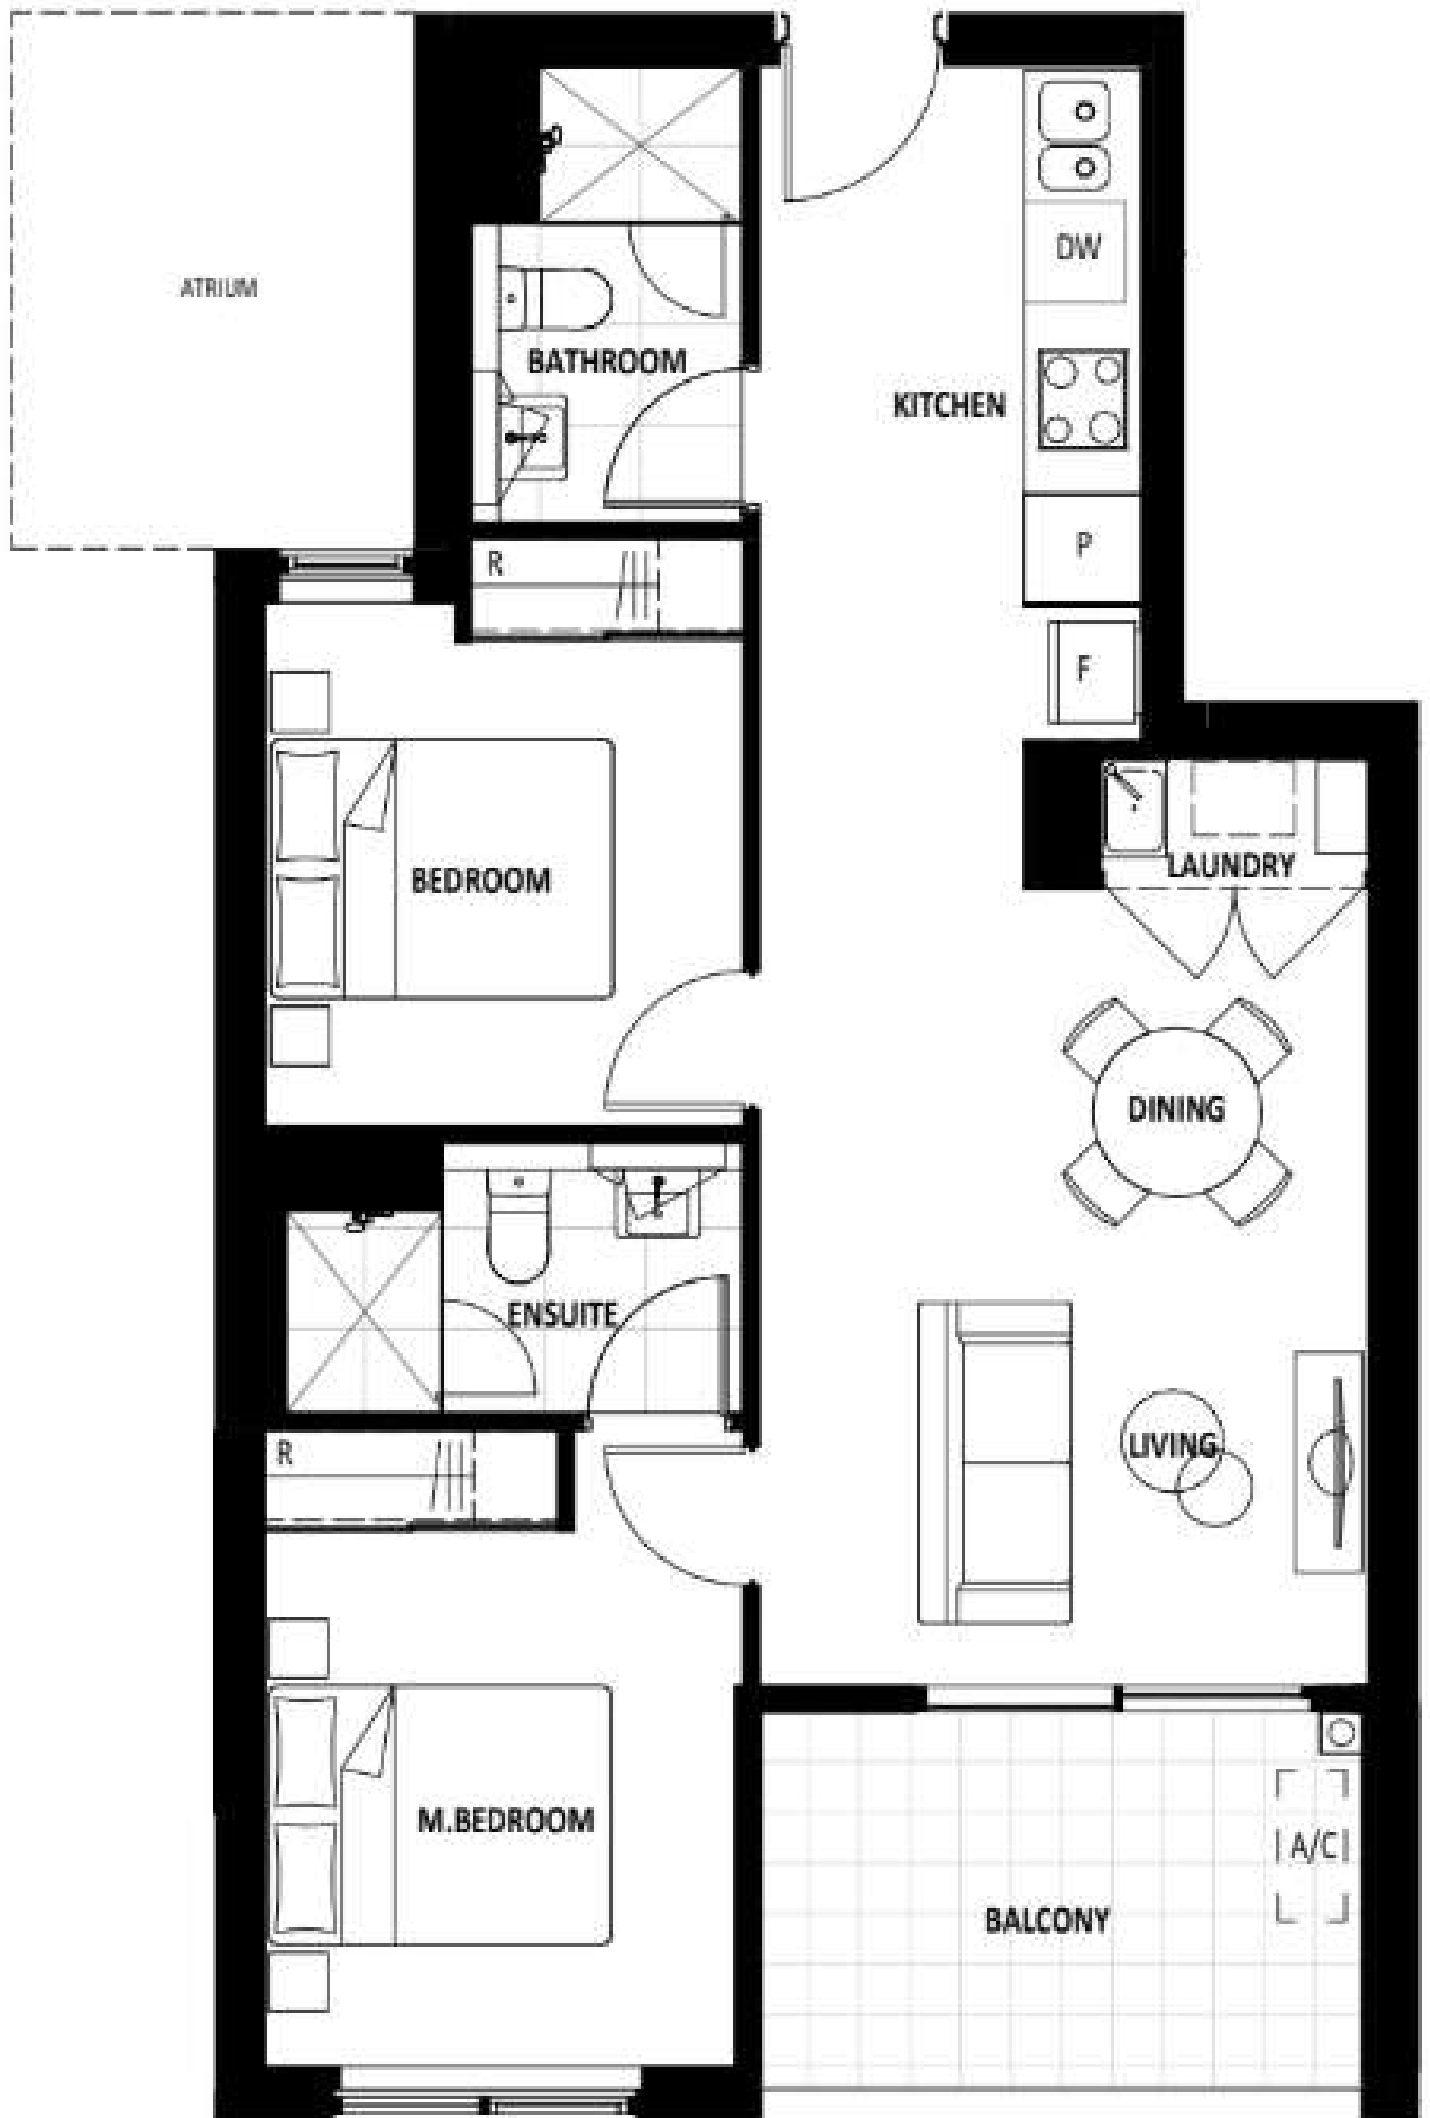 ATRIUM
DW
BATHROOM
KITCHEN
P
R
F
LAUNDRY
BEDROOM
DINING
ENSUITE
LIVING
R
M.BEDROOM
A/C
BALCONY